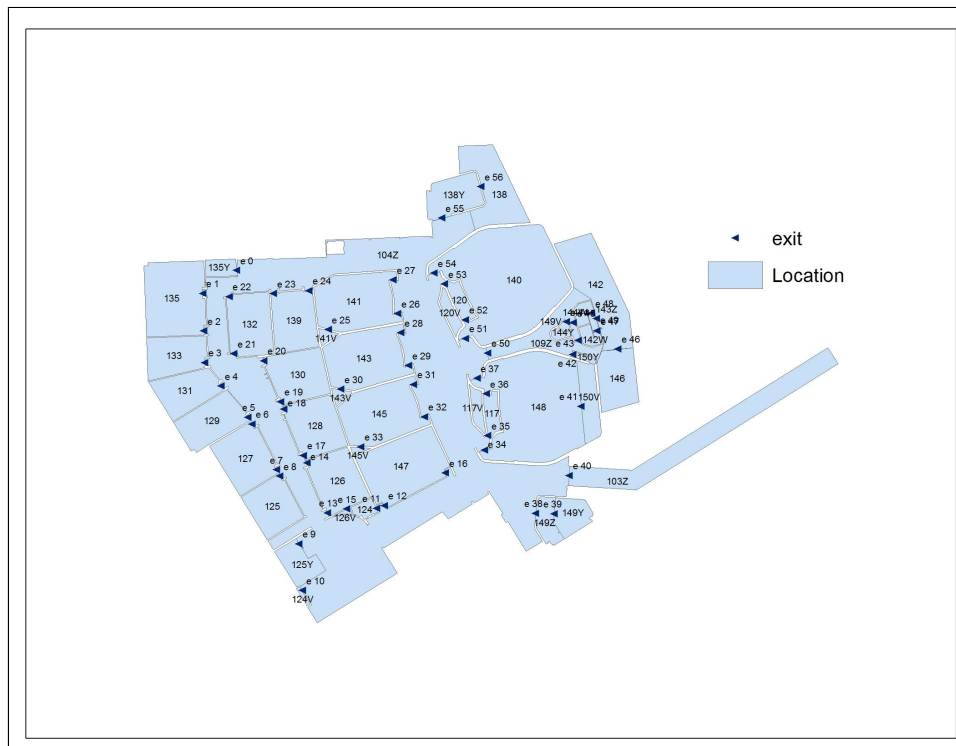 e 56
138Y
138
e 55
exit
Location
104Z
135Y
e 0
e 27
e 54
e 53
140
142
135
e 1
e 22
e 23
e 24
141
120
e 48
143Z
e 26
120V
e 52
149V
e 2
132
139
e 25
141V
e 28
e 51
144Y
e 47
142W
109Z
e 43
e 46
133
e 3
e 21
e 20
143
e 29
e 50
150Y
e 42
131
e 4
130
e 30
143V
e 31
e 37
e 36
146
129
e 5
e 6
e 19
e 18
128
145
e 32
117V
117
148
e 41
150V
127
e 7
e 8
e 17
e 14
e 33
145V
147
e 16
e 35
e 34
e 40
103Z
125
126
e 13
e 15
126V
e 11
124
e 12
e 38
e 39
149Z
149Y
e 9
125Y
e 10
124V